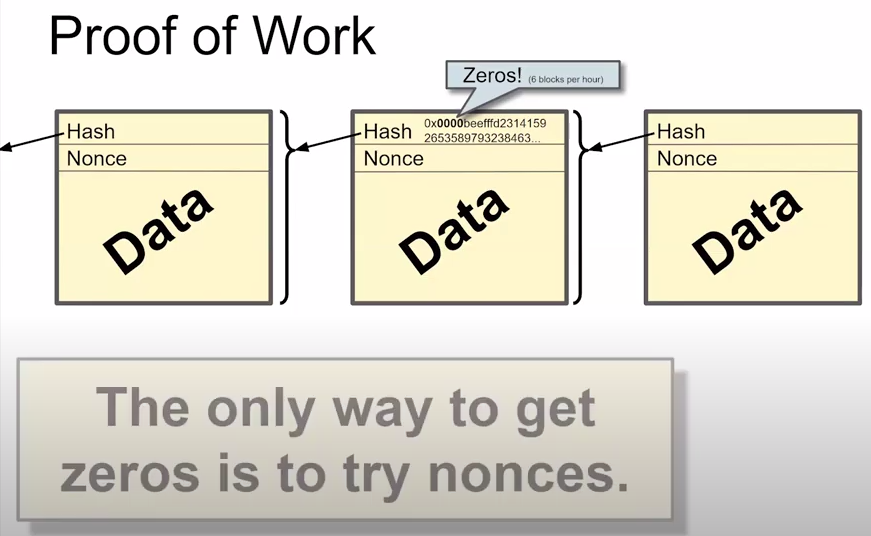 Proof of Work
Zeros! (6 blocks per hour)
Hash
Nonce
Data
Hash 0x0000beefffd2314159
2653589793238463...
Nonce
Data
Hash
Nonce
Data
The only way to get
zeros is to try nonces.